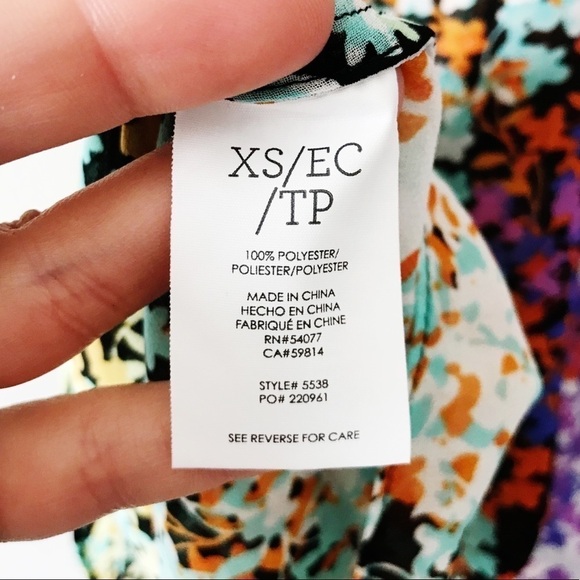 XS/EC
/TP
100% POLYESTER/
POLIESTER/POLYESTER
MADE IN CHINA
HECHO EN CHINA
FABRIQUÉ EN CHINE
RN#54077
CA#59814
STYLE# 5538
PO# 220961
SEE REVERSE FOR CARE